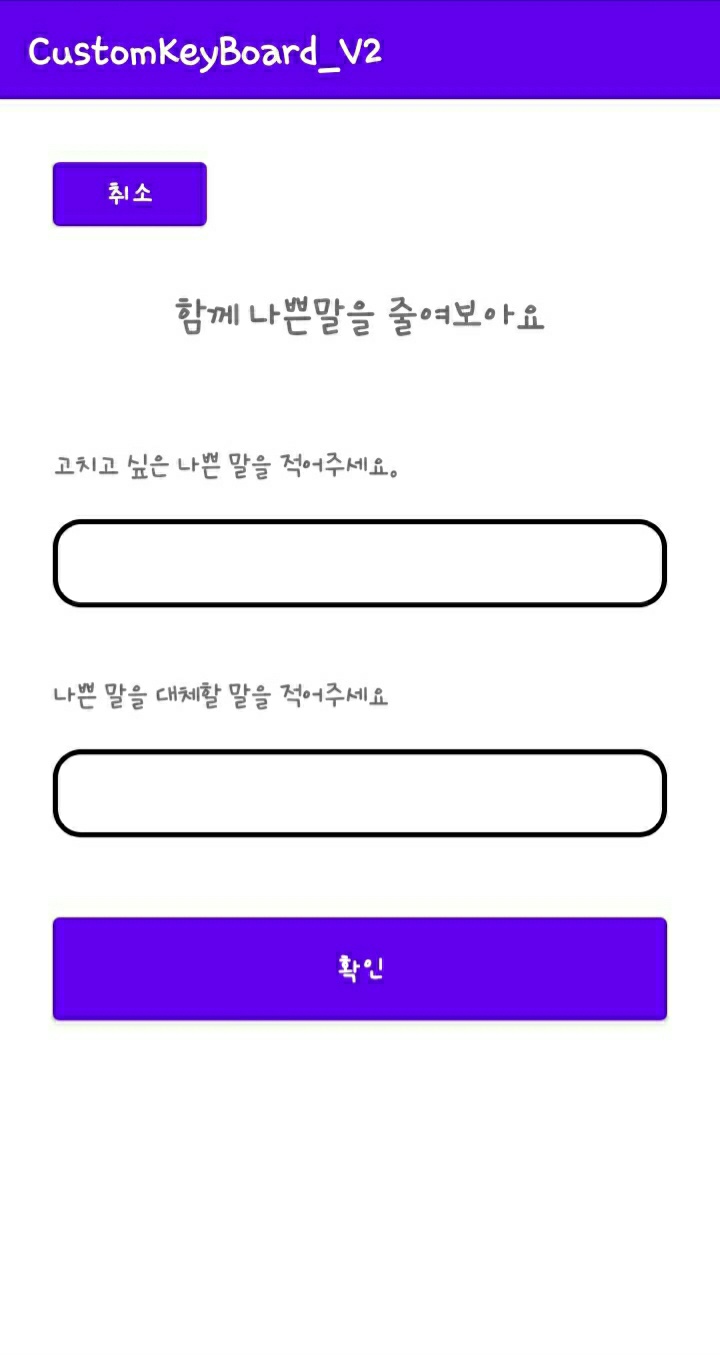 CustomKeyBoard_V2
취소
함께 나쁜말을 줄여보아요
고치고 싶은 나쁜 말을 적어주세요.
나쁜 말을 대체할 말을 적어주세요
확인